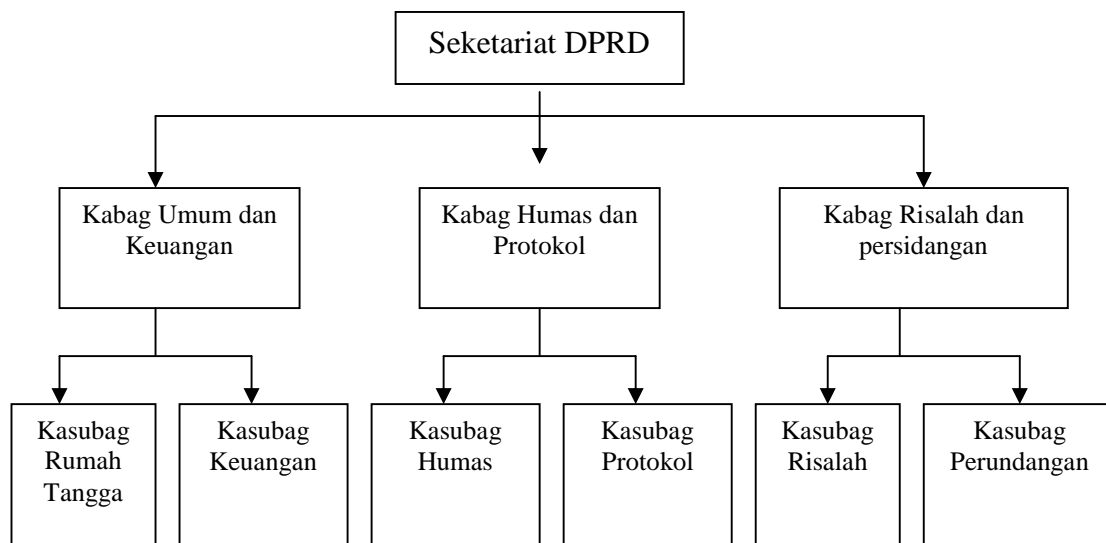 Seketariat DPRD
Kabag Umum dan
Keuangan
Kabag Humas dan
Protokol
Kabag Risalah dan
persidangan
Kasubag
Rumah
Tangga
Kasubag
Keuangan
Kasubag
Humas
Kasubag
Protokol
Kasubag
Risalah
Kasubag
Perundangan